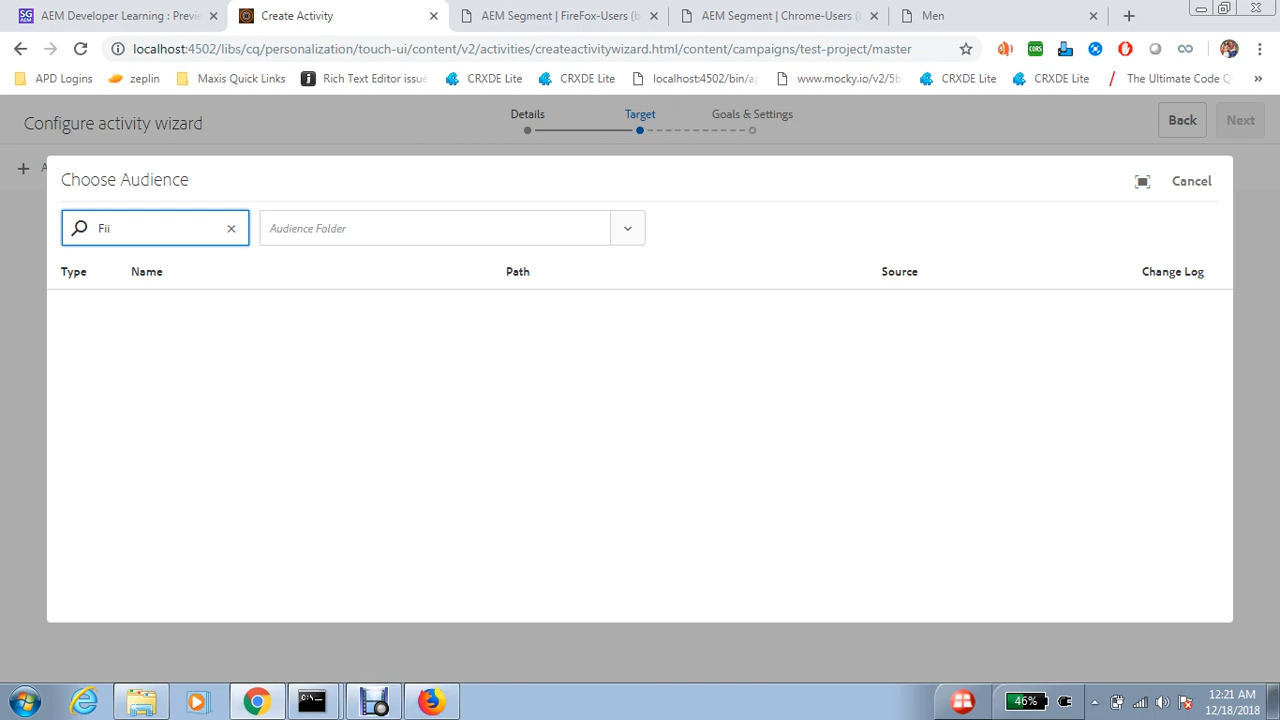 AEM Developer Learning : Previ
Create Activity
AEM Segment | FireFox-Users (b
AEM Segment | Chrome-Users (
Men
localhost:4502/libs/cq/personalization/touch-ui/content/v2/activities/createactivitywizard.html/content/campaigns/test-project/master
APD Logins
zeplin
Maxis Quick Links
Rich Text Editor issue
CRXDE Lite
CRXDE Lite
localhost:4502/bin/ap
www.mocky.io/v2/5b
CRXDE Lite
CRXDE Lite
The Ultimate Code Q
Configure activity wizard
Details
Target
Goals & Settings
Back
Next
Choose Audience
Cancel
Fii
Audience Folder
Type
Name
Path
Source
Change Log
46%
12:21 AM
12/18/2018